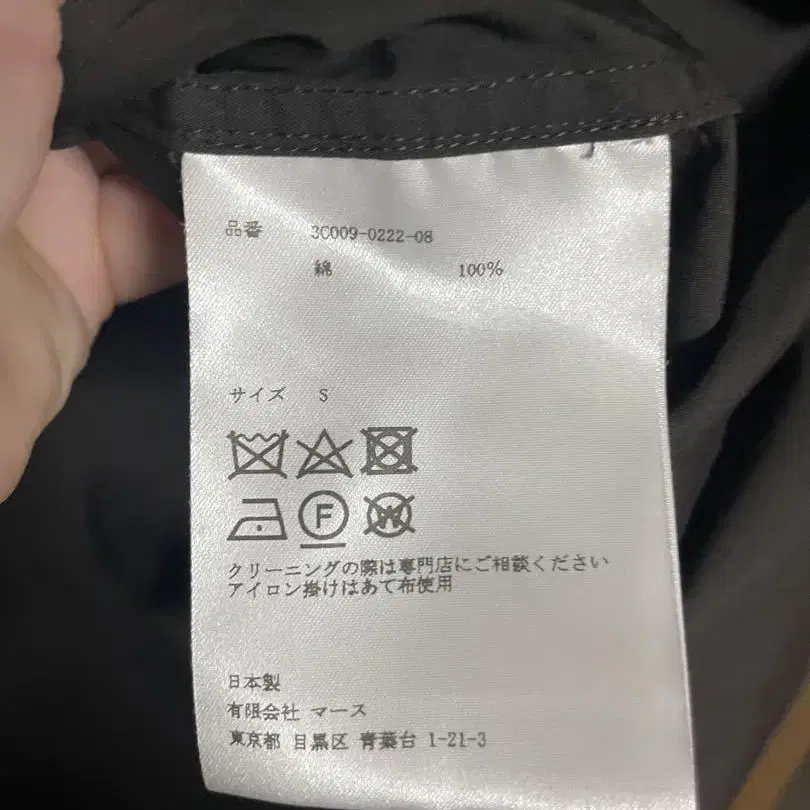 品番 3C009-0222-08
綿 100%
サイズ S
F W
クリーニングの際は専門店にご相談ください
アイロン掛けはあて布使用
日本製
有限会社 マース
東京都 目黒区 青葉台 1-21-3